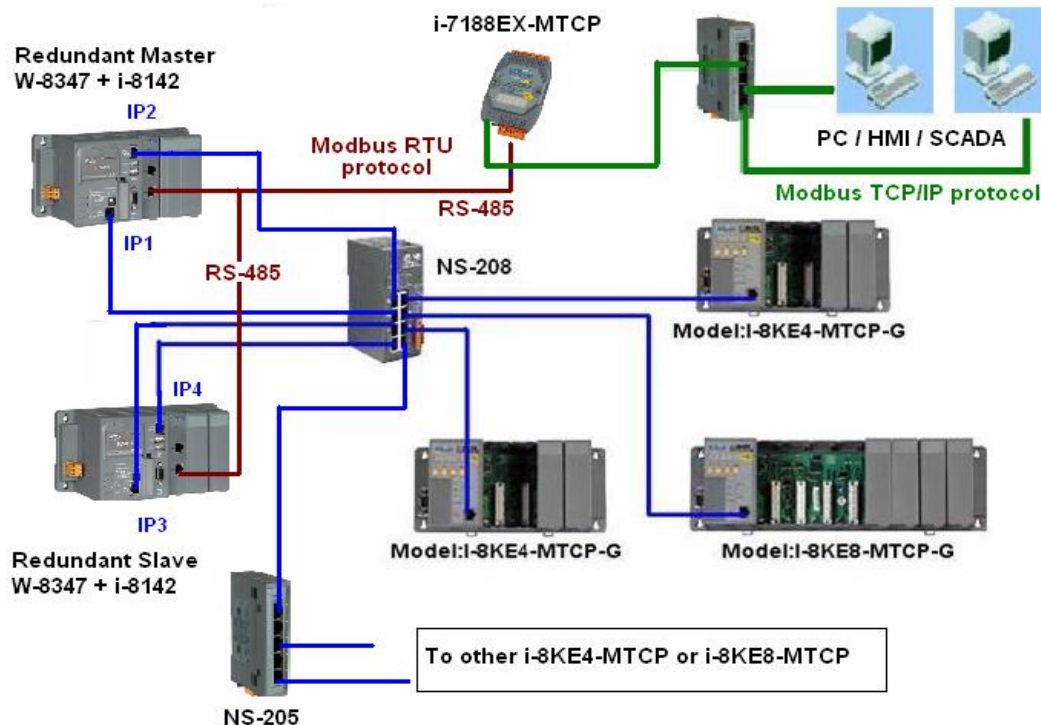 i-7188EX-MTCP
Redundant Master
W-8347 + i-8142
IP2
Modbus RTU
protocol
PC / HMI / SCADA
Modbus TCP/IP protocol
RS-485
IP1
RS-485
NS-208
Model:I-8KE4-MTCP-G
IP4
IP3
Redundant Slave
W-8347 + i-8142
Model:I-8KE4-MTCP-G
Model:I-8KE8-MTCP-G
To other i-8KE4-MTCP or i-8KE8-MTCP
NS-205